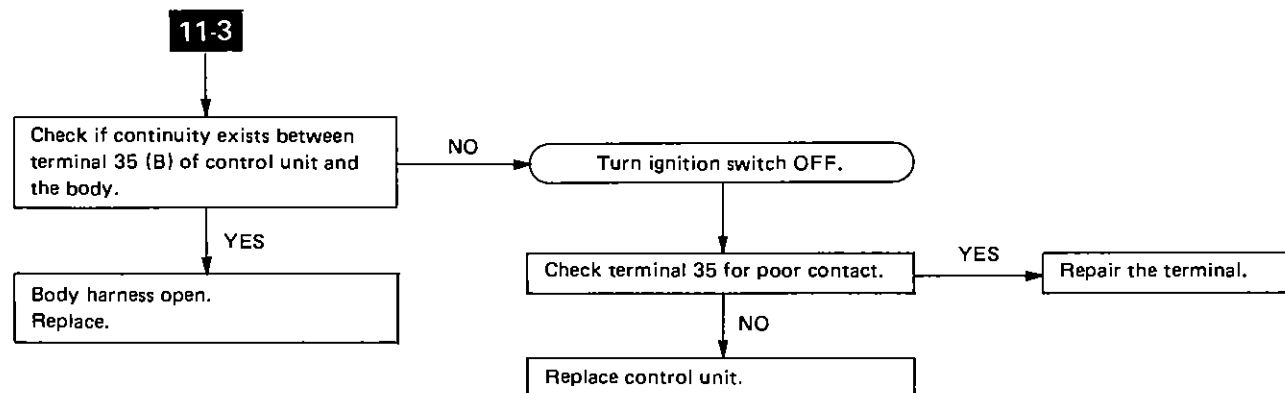 11-3
Check if continuity exists between
terminal 35 (B) of control unit and
the body.
NO
Turn ignition switch OFF.
YES
Check terminal 35 for poor contact.
YES
Repair the terminal.
Body harness open.
Replace.
NO
Replace control unit.